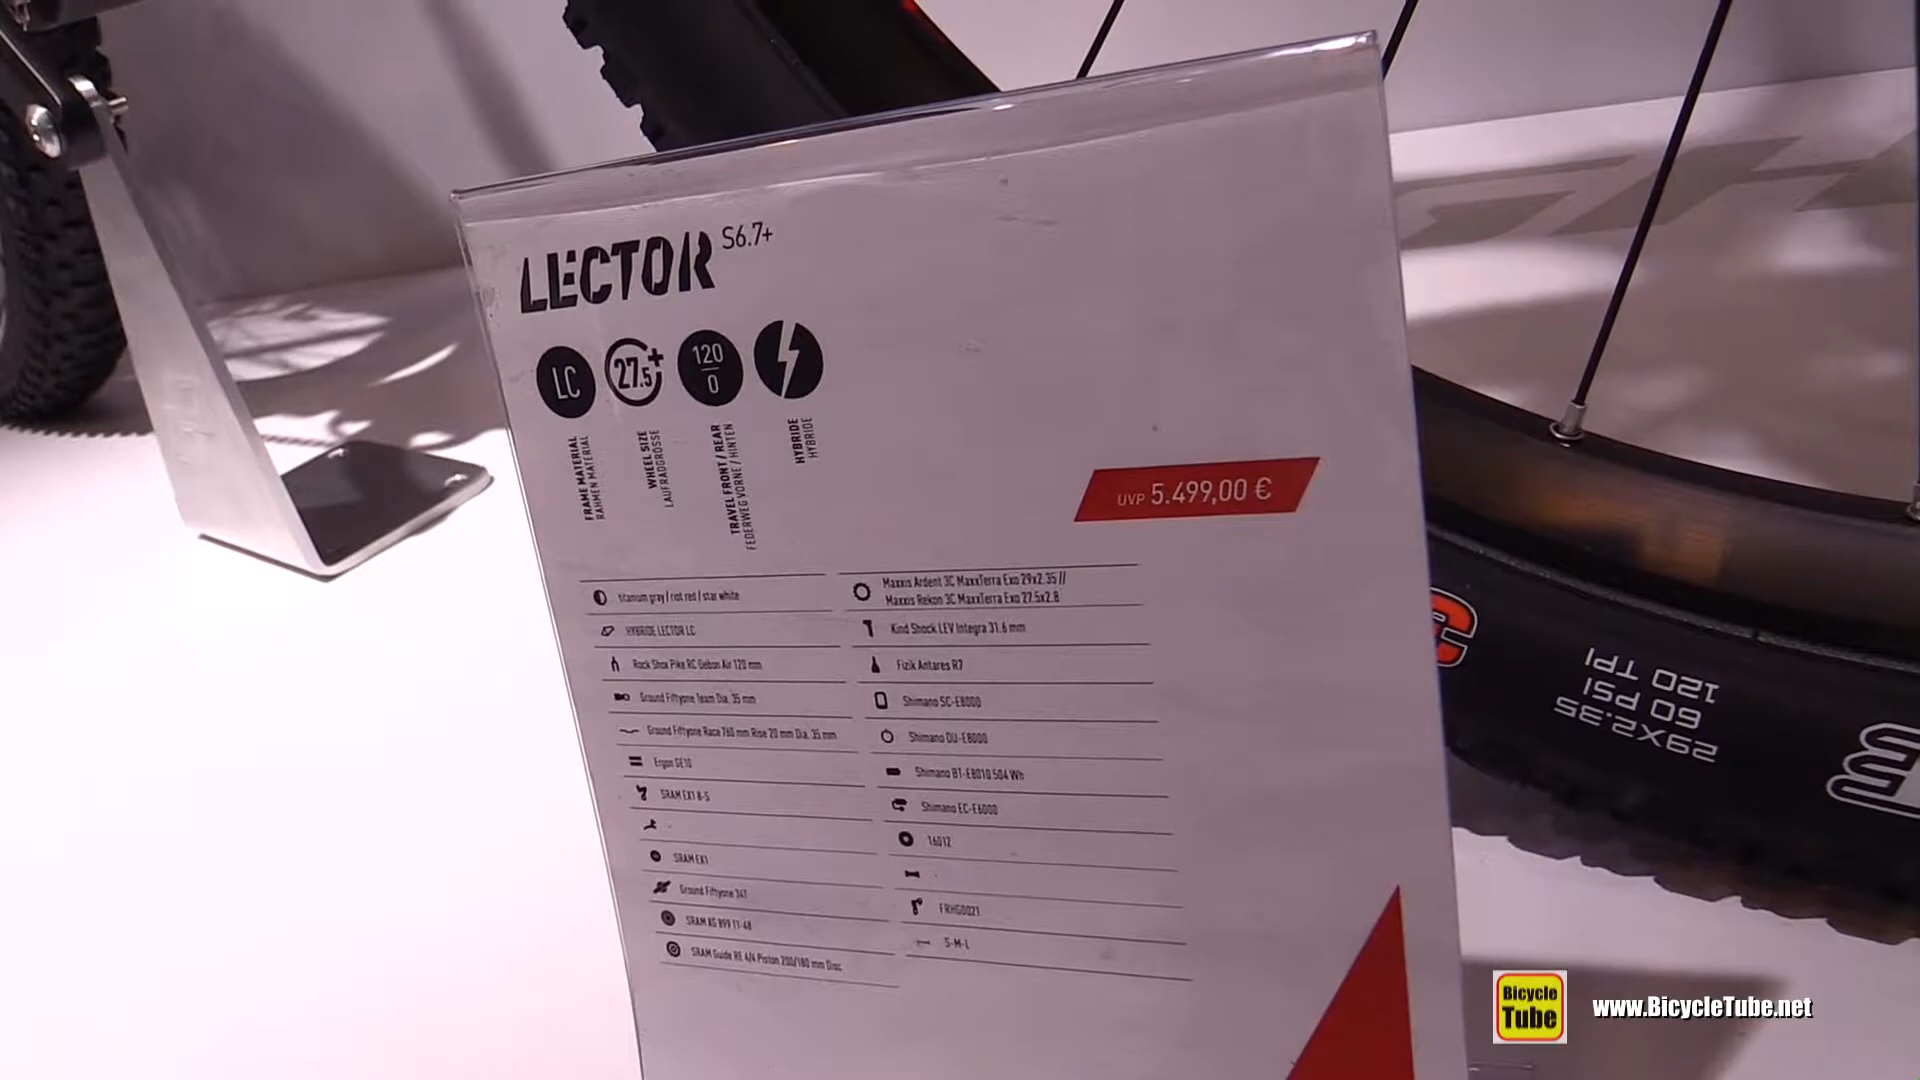 LECTOR S6.7+
LC
27.5+
120
0
FRAME MATERIAL
RAHMEN MATERIAL
WHEEL SIZE
LAUFRADGRÖSSE
TRAVEL FRONT / REAR
FEDERWEG VORNE / HINTEN
HYBRIDE
HYBRIDE
UVP 5.499,00 €
titanium grey / riot red / star white
HYBRIDE LECTOR LC
Rock Shox Pike RC Debon Air 120 mm
Ground Fiftyone Team Dia. 35 mm
Ground Fiftyone Race 760 mm Rise 20 mm Dia. 35 mm
Ergon GE10
SRAM EX1 8-S
-
SRAM EX1
Ground Fiftyone
SRAM XG 899 11-48
SRAM Guide RE 4/4 Piston 200/180 mm Disc
Maxxis Ardent 3C MaxxTerra Exo 29x2.35 //
Maxxis Rekon 3C MaxxTerra Exo 27.5x2.8
Kind Shock LEV Integra 31.6 mm
Fizik Antares R7
Shimano SC-E8000
Shimano DU-E8000
Shimano BT-E8010 504 Wh
Shimano EC-E6000
16012
-
FRHG0021
S-M-L
29X2.35
60 PSI
120 TPI
Bicycle
Tube
www.BicycleTube.net